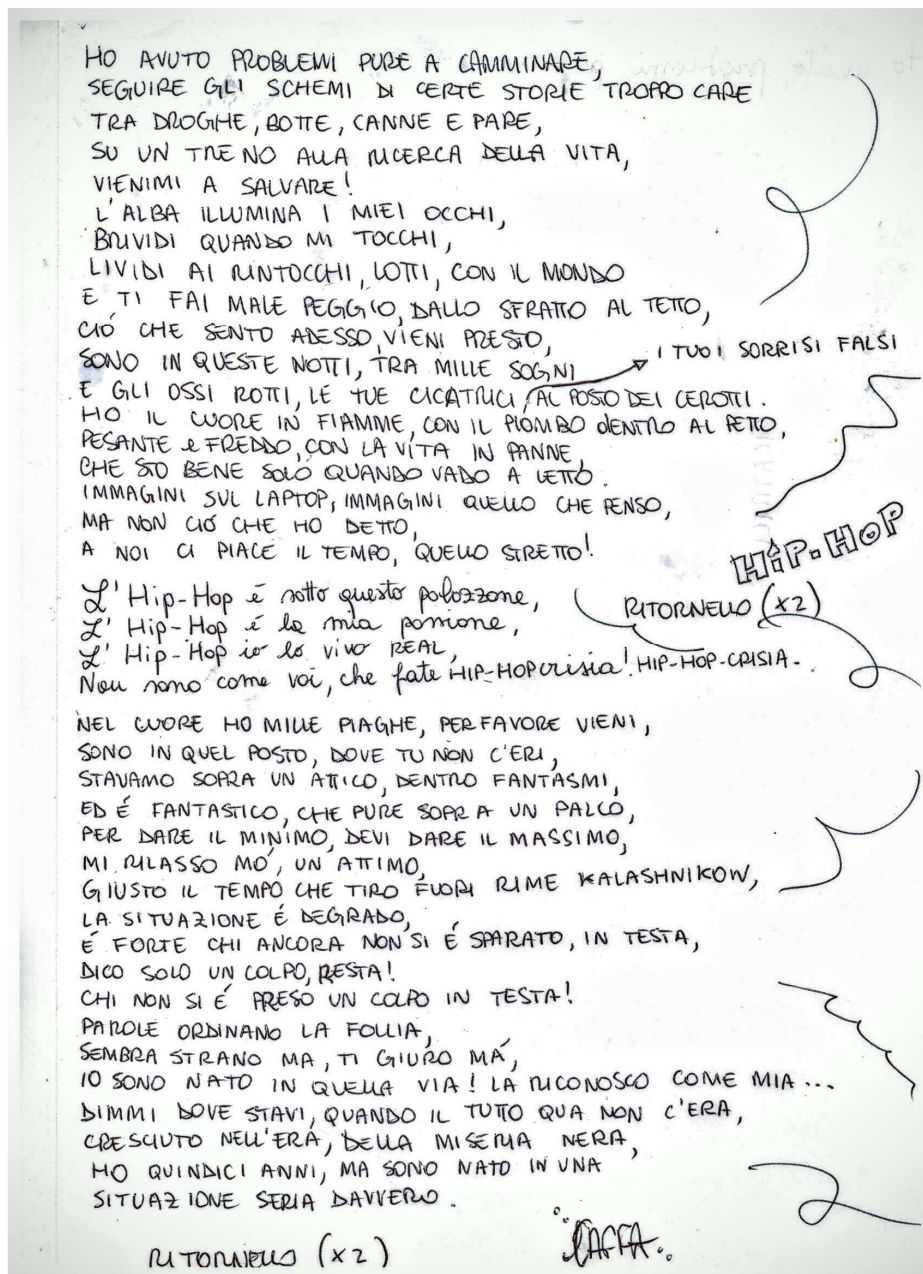 HO AVUTO PROBLEMI PURE A CAMMINARE,
SEGUIRE GLI SCHEMI DI CERTE STORIE TROPPO CARE
TRA DROGHE, BOTTE, CANNE E PARE,
SU UN TRENO ALLA RICERCA DELLA VITA,
VIENIMI A SALVARE!
L'ALBA ILLUMINA I MIEI OCCHI,
BRIVIDI QUANDO MI TOCCHI,
LIVIDI AI RINTOCCHI, LOTTI, CON IL MONDO
E TI FAI MALE PEGGIO, DALLO SFRATTO AL TETTO,
CIÓ CHE SENTO ADESSO, VIENI PRESTO,
SONO IN QUESTE NOTTI, TRA MILLE SOGNI
I TUOI SORRISI FALSI
E GLI OSSI ROTTI, LE TUE CICATRICI, AL POSTO DEI CEROTTI.
HO IL CUORE IN FIAMME, CON IL PIOMBO dENTRO AL PETTO,
PESANTE e FREDDO, CON LA VITA IN PANNE,
CHE STO BENE SOLO QUANDO VADO A LETTO.
IMMAGINI SUL LAPTOP, IMMAGINI QUELLO CHE PENSO,
MA NON CIÓ CHE HO DETTO,
A NOI CI PIACE IL TEMPO, QUELLO STRETTO!
HiP-HOP
L'Hip-Hop é sotto questo palazzone,
RITORNELLO (x2)
L'Hip-Hop é la mia passione,
L'Hip-Hop io lo vivo REAL,
Non sono come voi, che fate HIP-HOPcrisia! HIP-HOP-CRISIA.
NEL CUORE HO MILLE PIAGHE, PER FAVORE VIENI,
SONO IN QUEL POSTO, DOVE TU NON C'ERI,
STAVAMO SOPRA UN ATTICO, DENTRO FANTASMI,
ED É FANTASTICO, CHE PURE SOPRA UN PALCO,
PER DARE IL MINIMO, DEVI DARE IL MASSIMO,
MI RILASSO MO', UN ATTIMO,
GIUSTO IL TEMPO CHE TIRO FUORI RIME KALASHNIKOW,
LA SITUAZIONE É DEGRADO,
É FORTE CHI ANCORA NON SI É SPARATO, IN TESTA,
DICO SOLO UN COLPO, RESTA!
CHI NON SI É PRESO UN COLPO IN TESTA!
PAROLE ORDINANO LA FOLLIA,
SEMBRA STRANO MA, TI GIURO MÁ,
IO SONO NATO IN QUELLA VIA! LA RICONOSCO COME MIA...
DIMMI DOVE STAVI, QUANDO IL TUTTO QUA NON C'ERA,
CRESCIUTO NELL'ERA, DELLA MISERIA NERA,
HO QUINDICI ANNI, MA SONO NATO IN UNA
SITUAZIONE SERIA DAVVERO.
RITORNELLO (x2)